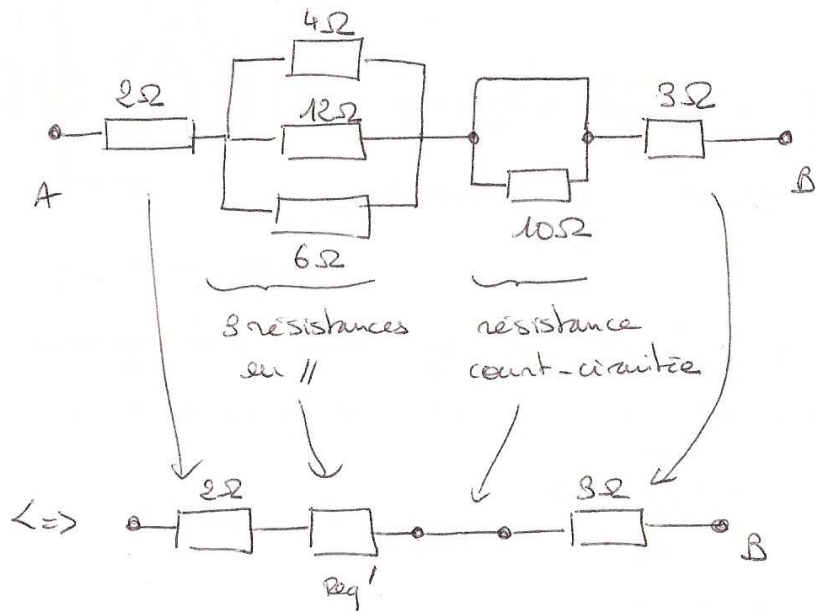 4Ω
2Ω
12Ω
3Ω
A
B
6Ω
10Ω
3 résistances
en //
résistance
court-circuitée
<=>
2Ω
3Ω
B
Req'